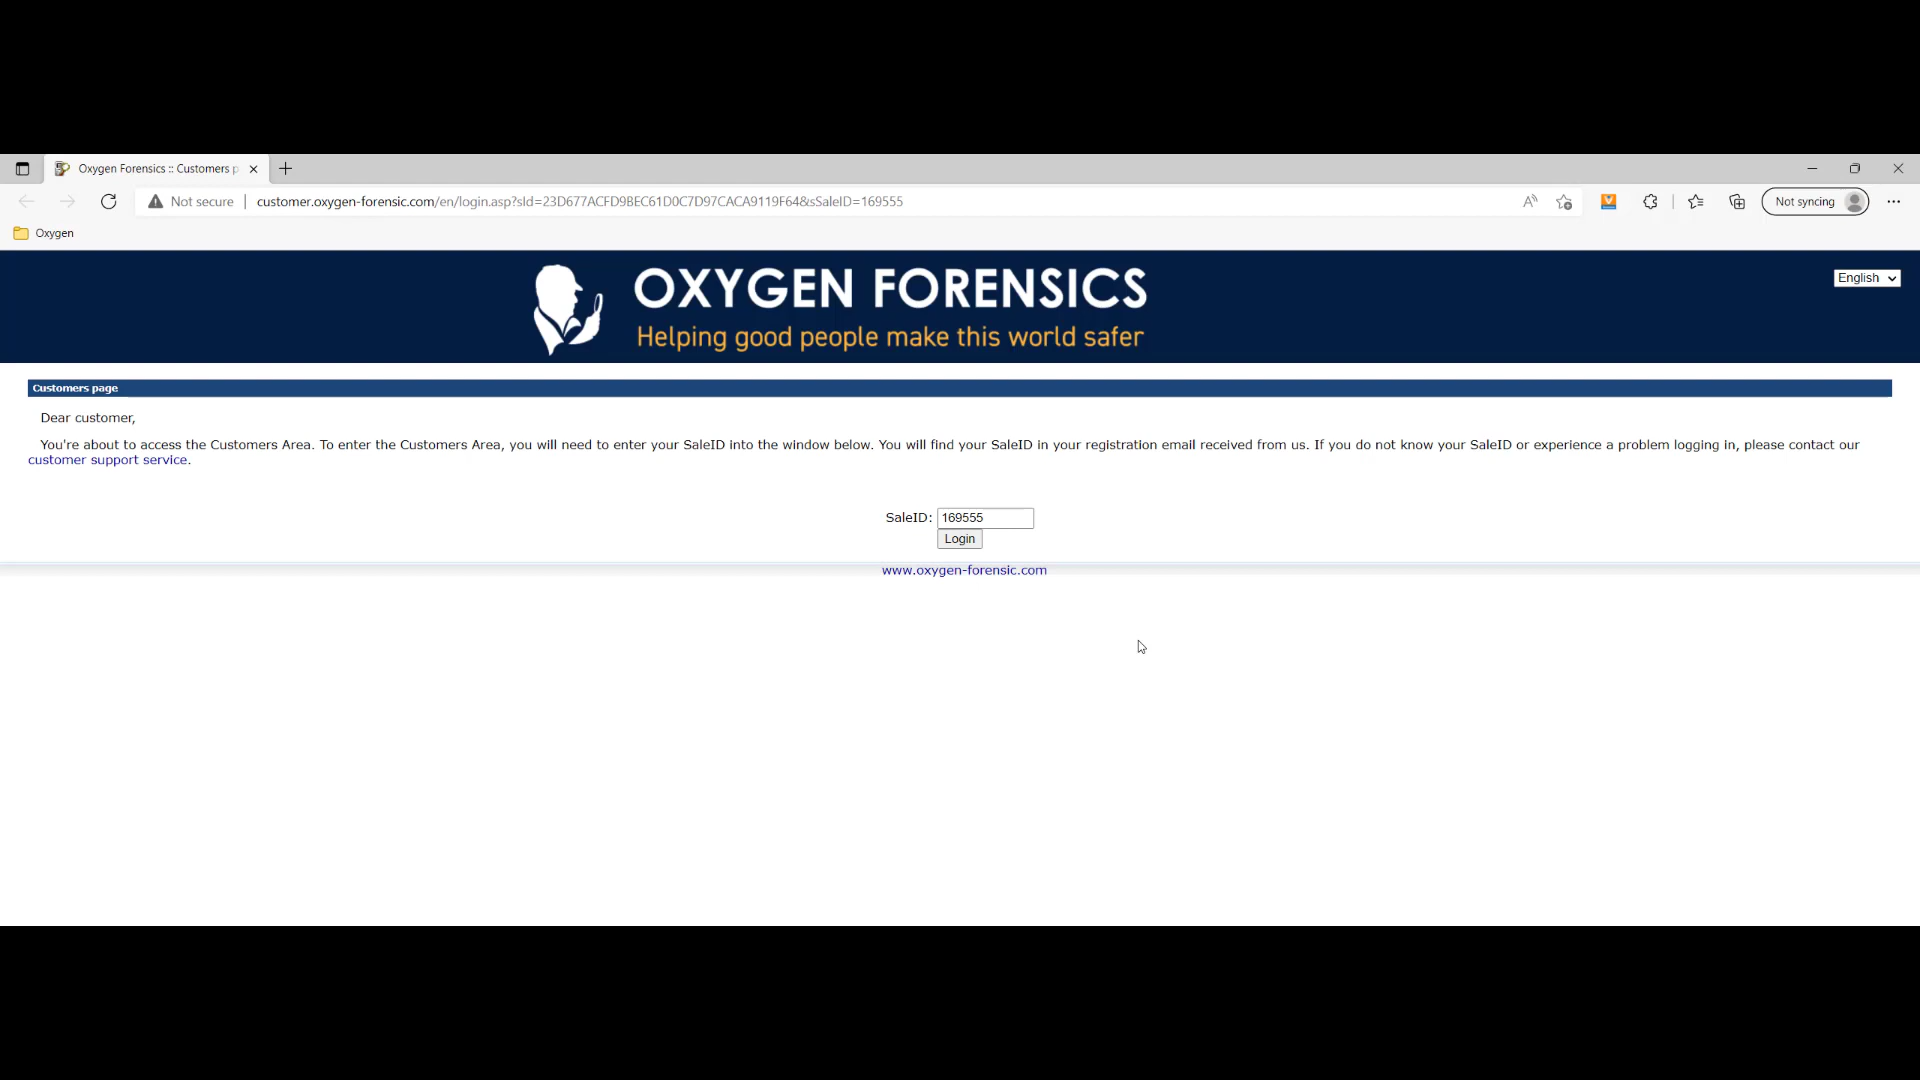 Oxygen Forensics :: Customers p
Not secure
customer.oxygen-forensic.com/en/login.asp?sId=23D677ACFD9BEC61D0C7D97CACA9119F64&sSaleID=169555
Not syncing
Oxygen
OXYGEN FORENSICS
Helping good people make this world safer
English
Customers page
Dear customer,
You're about to access the Customers Area. To enter the Customers Area, you will need to enter your SaleID into the window below. You will find your SaleID in your registration email received from us. If you do not know your SaleID or experience a problem logging in, please contact our
customer support service.
SaleID: 169555
Login
www.oxygen-forensic.com